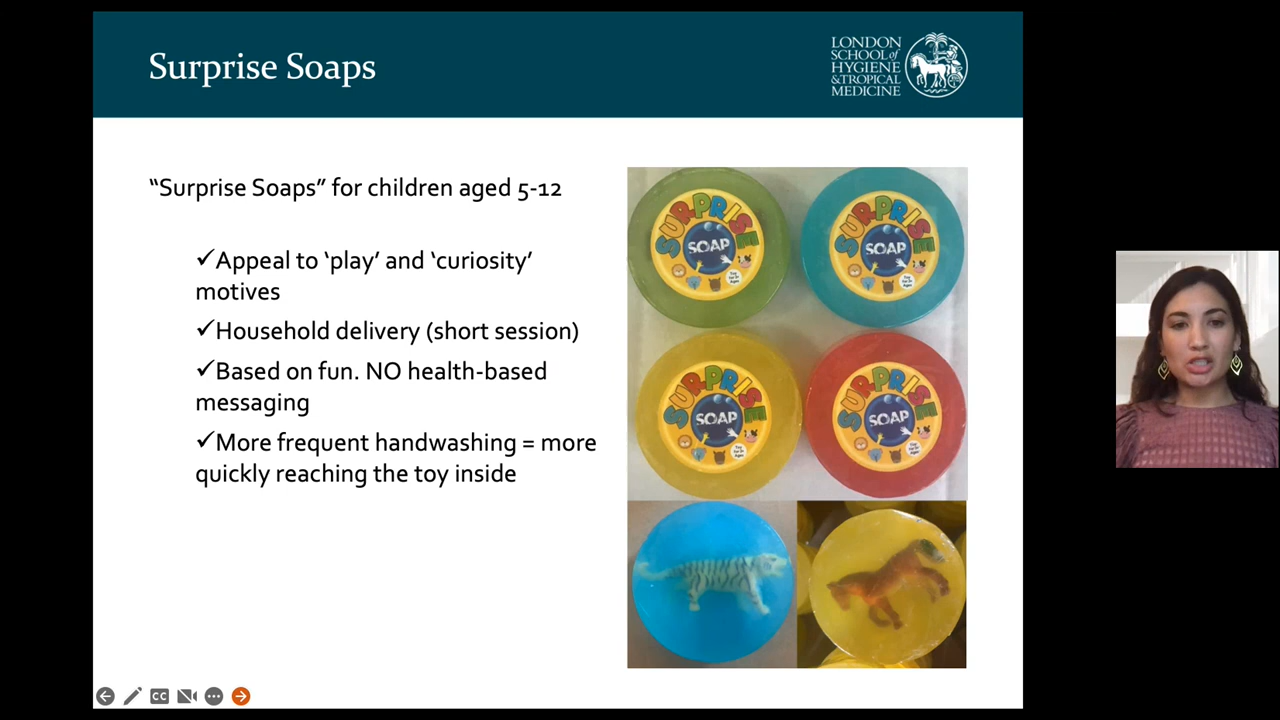 Surprise Soaps
LONDON
SCHOOL of
HYGIENE
& TROPICAL
MEDICINE
“Surprise Soaps” for children aged 5-12
✓Appeal to ‘play’ and ‘curiosity’
motives
✓Household delivery (short session)
✓Based on fun. NO health-based
messaging
✓More frequent handwashing = more
quickly reaching the toy inside
SURPRISE
SOAP
SURPRISE
SOAP
SURPRISE
SOAP
SURPRISE
SOAP
CC